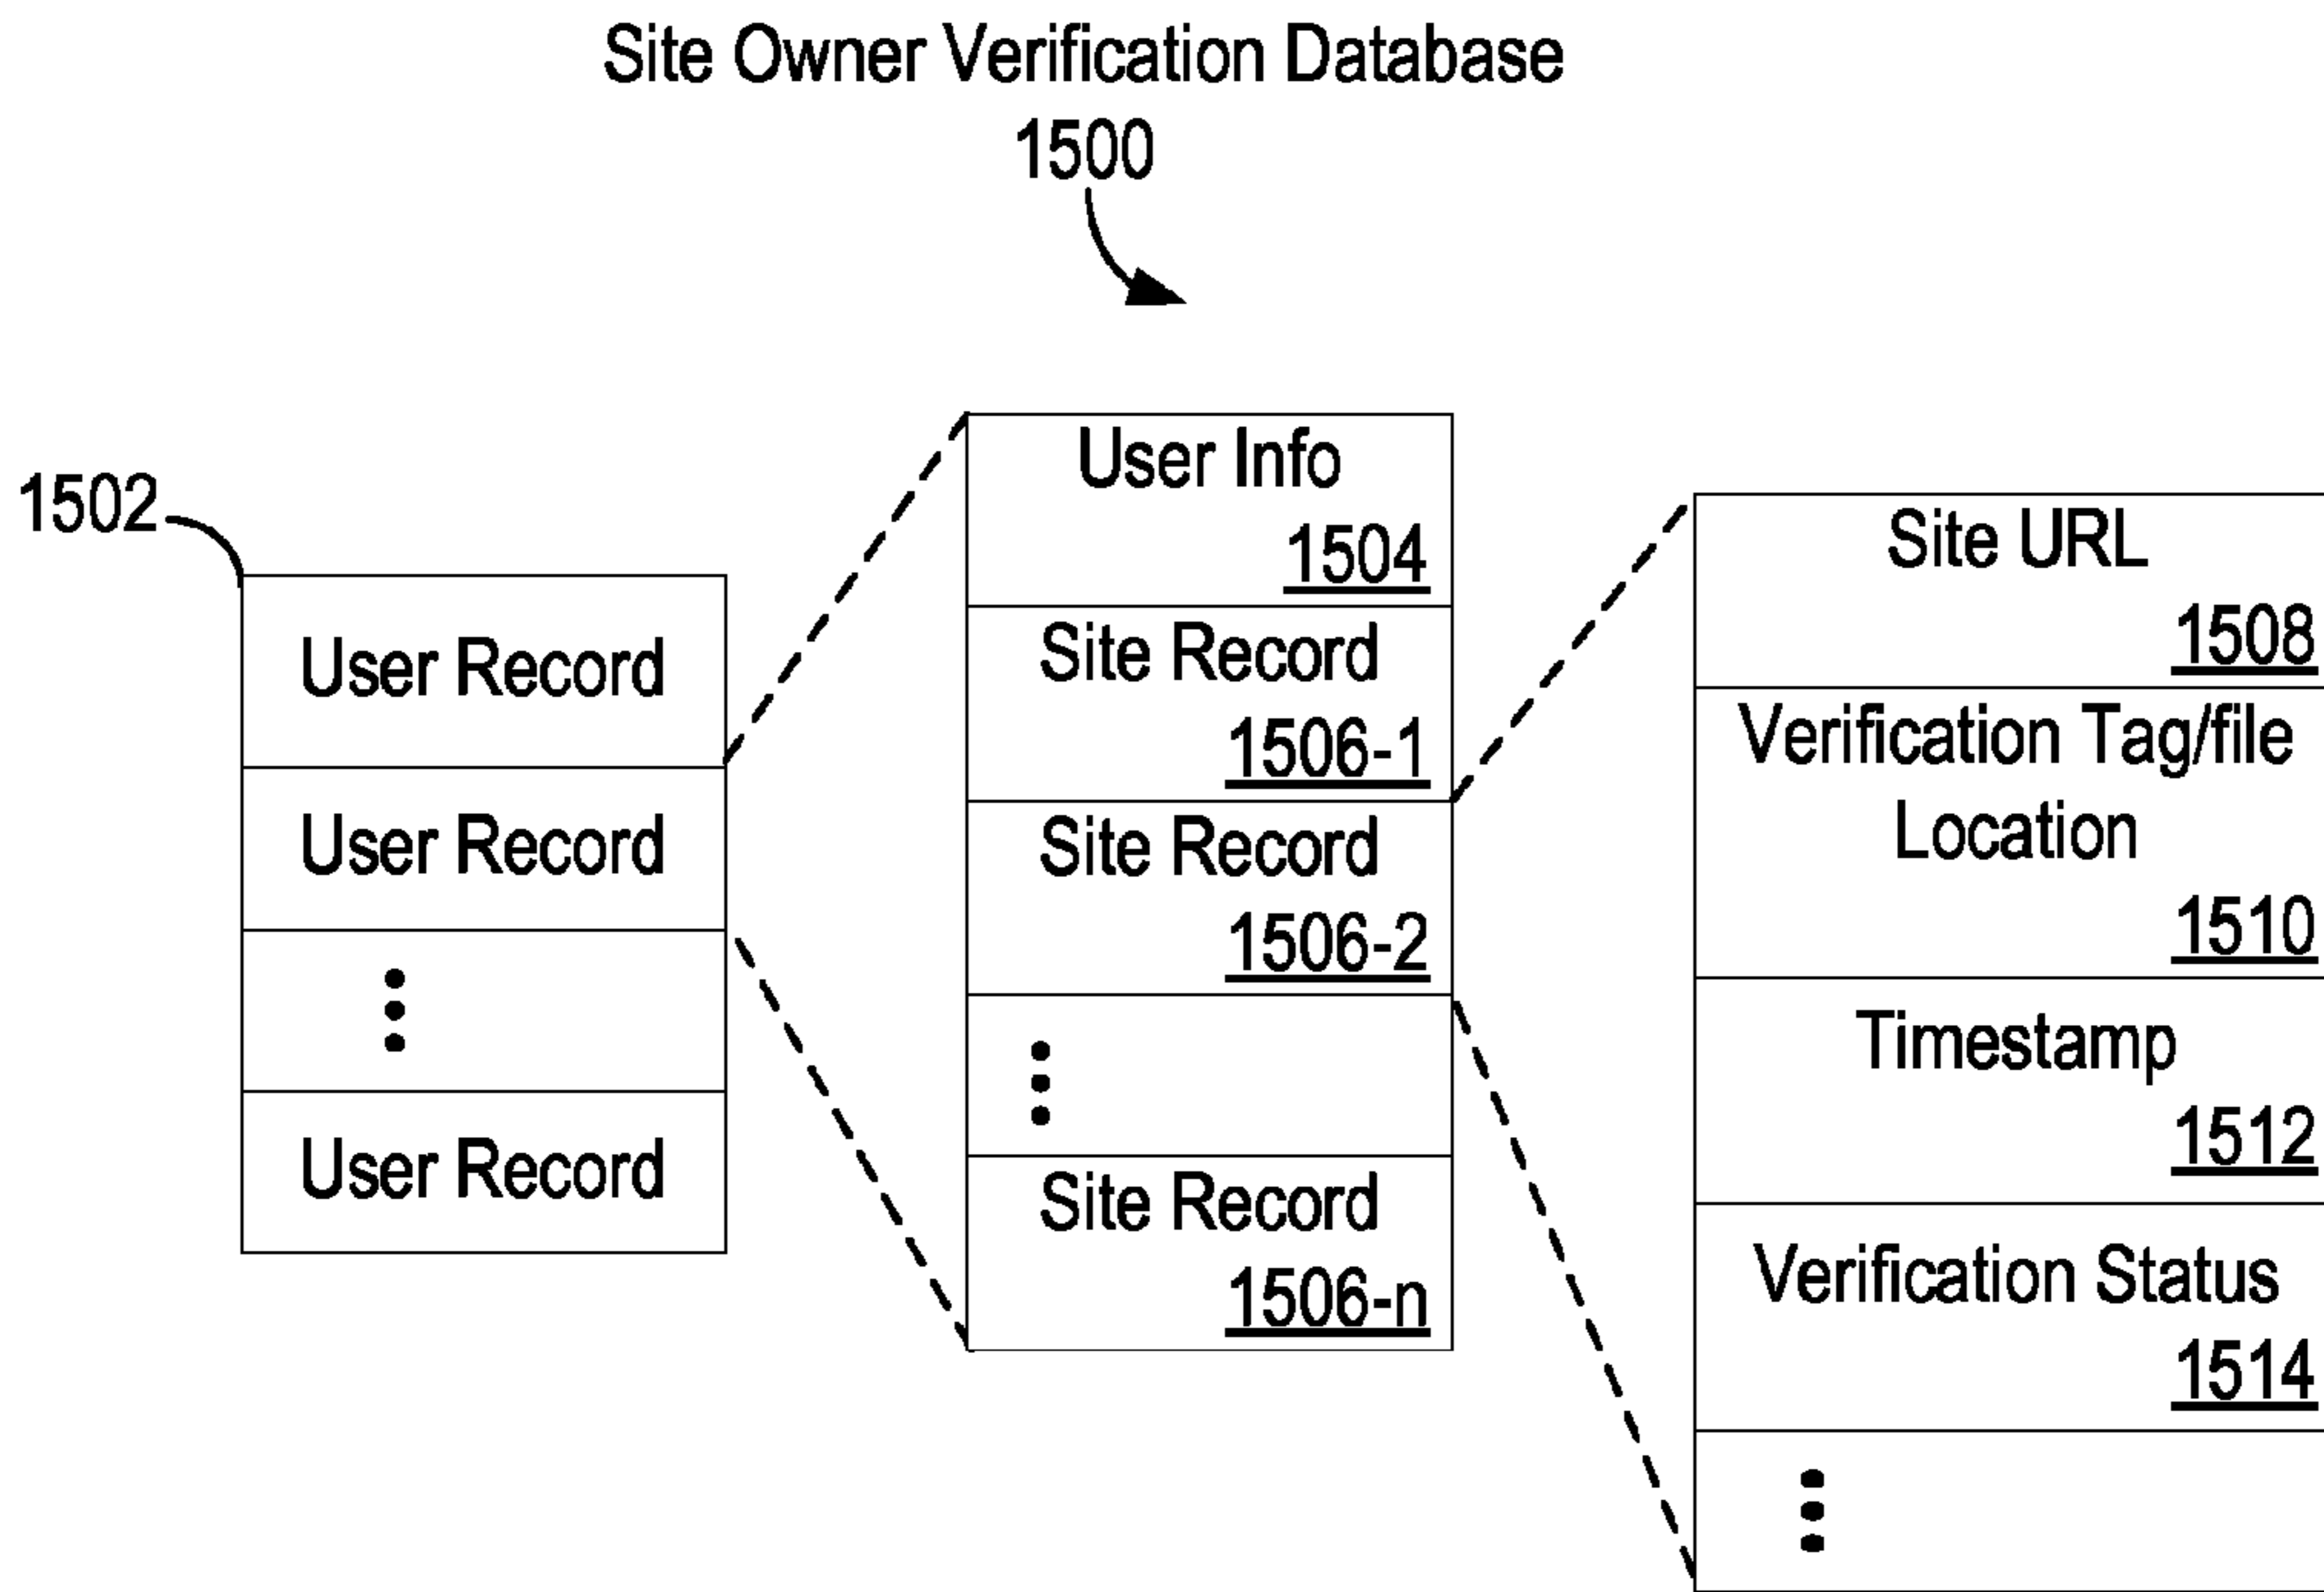 Site Owner Verification Database
1500
1502
User Record
User Record
User Record
User Info
1504
Site Record
1506-1
Site Record
1506-2
Site Record
1506-n
Site URL
1508
Verification Tag/file
Location
1510
Timestamp
1512
Verification Status
1514